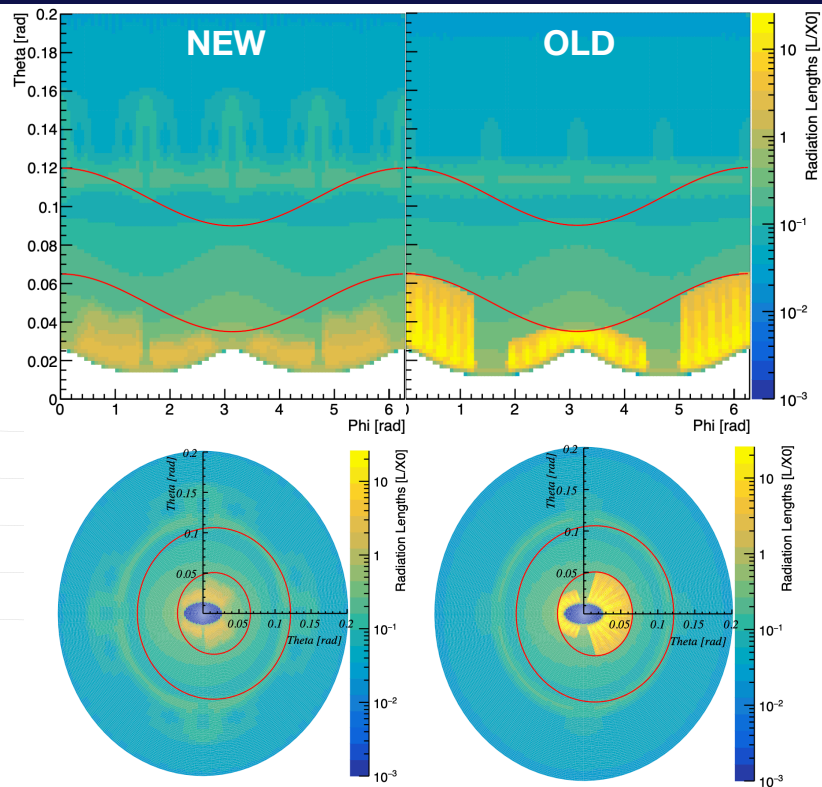 NEW
OLD
Theta [rad]
0.2
0.18
0.16
0.14
0.12
0.1
0.08
0.06
0.04
0.02
0
0 1 2 3 4 5 6
Phi [rad]
1 2 3 4 5 6
Phi [rad]
10
1
10⁻¹
10⁻²
10⁻³
Radiation Lengths [L/X0]
0.2
0.15
0.1
0.05
Theta [rad]
0.05 0.1 0.15 0.2
Theta [rad]
10
1
10⁻¹
10⁻²
10⁻³
Radiation Lengths [L/X0]
0.2
0.15
0.1
0.05
Theta [rad]
0.05 0.1 0.15 0.2
Theta [rad]
10
1
10⁻¹
10⁻²
10⁻³
Radiation Lengths [L/X0]